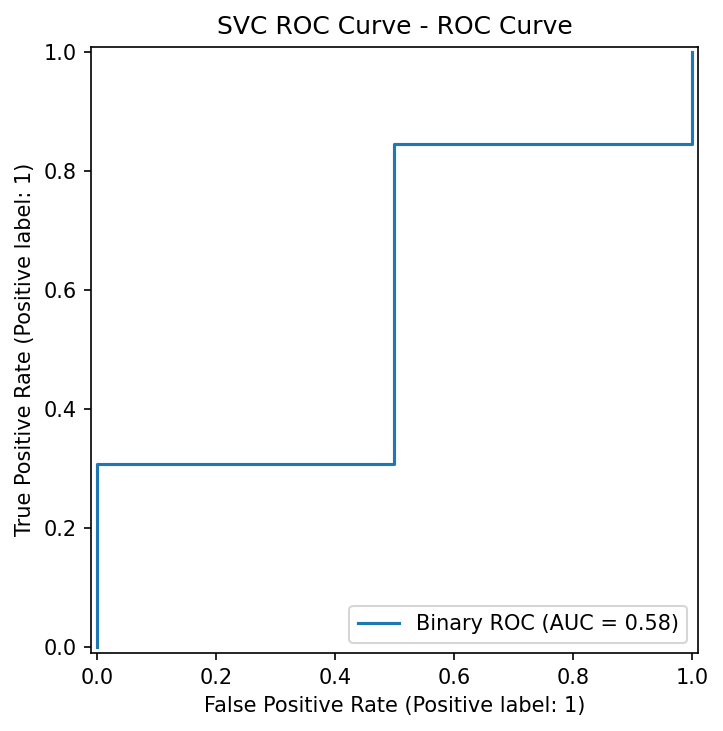 SVC ROC Curve - ROC Curve
1.0
0.8
0.6
0.4
0.2
0.0
True Positive Rate (Positive label: 1)
Binary ROC (AUC = 0.58)
0.0 0.2 0.4 0.6 0.8 1.0
False Positive Rate (Positive label: 1)